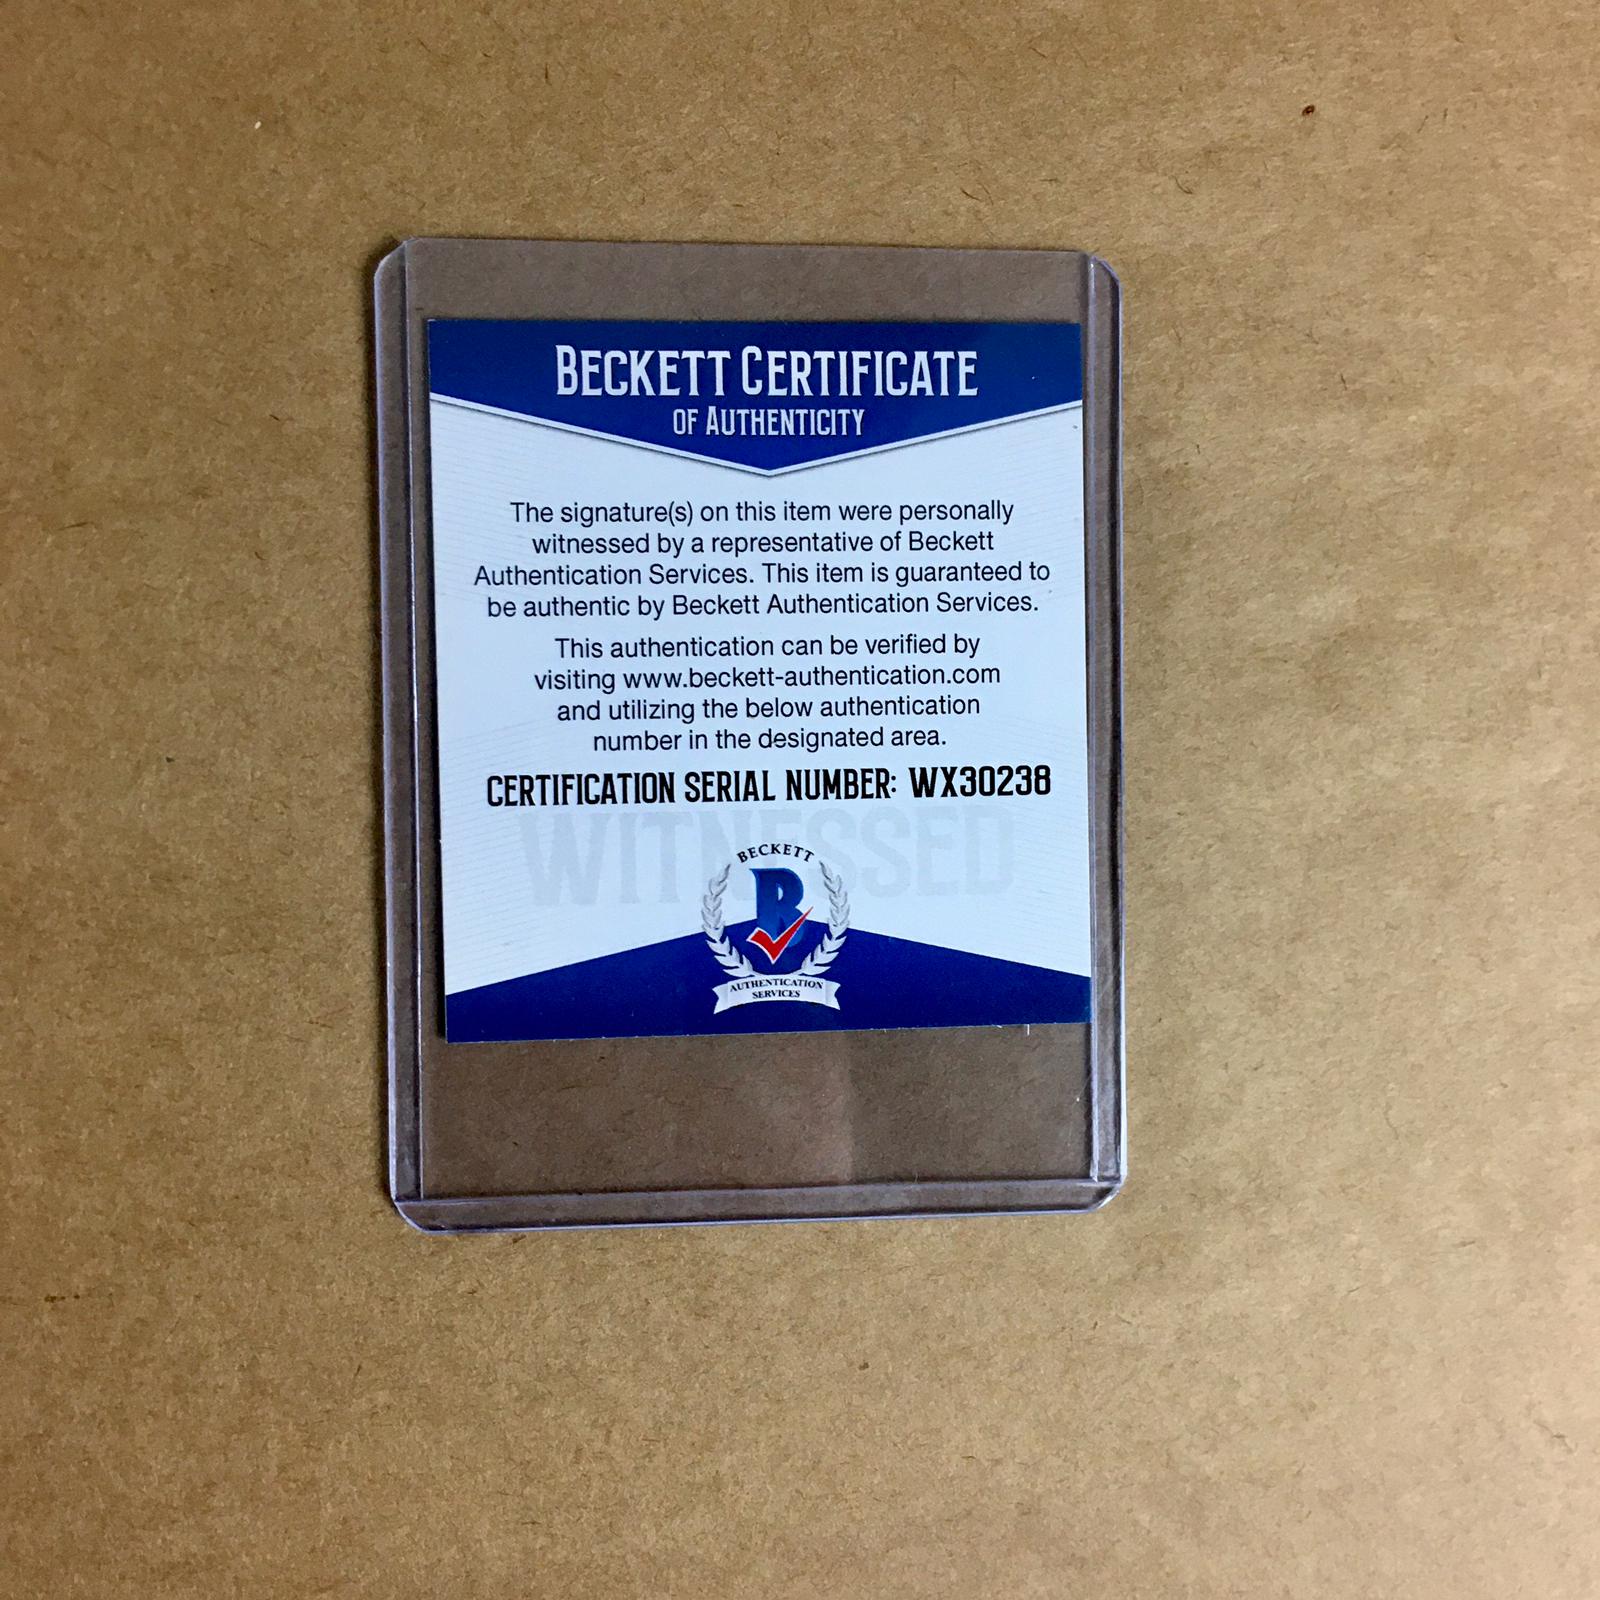 BECKETT CERTIFICATE
OF AUTHENTICITY
The signature(s) on this item were personally
witnessed by a representative of Beckett
Authentication Services. This item is guaranteed to
be authentic by Beckett Authentication Services.
This authentication can be verified by
visiting www.beckett-authentication.com
and utilizing the below authentication
number in the designated area.
CERTIFICATION SERIAL NUMBER: WX30238
WITNESSED
BECKETT
B
AUTHENTICATION
SERVICES